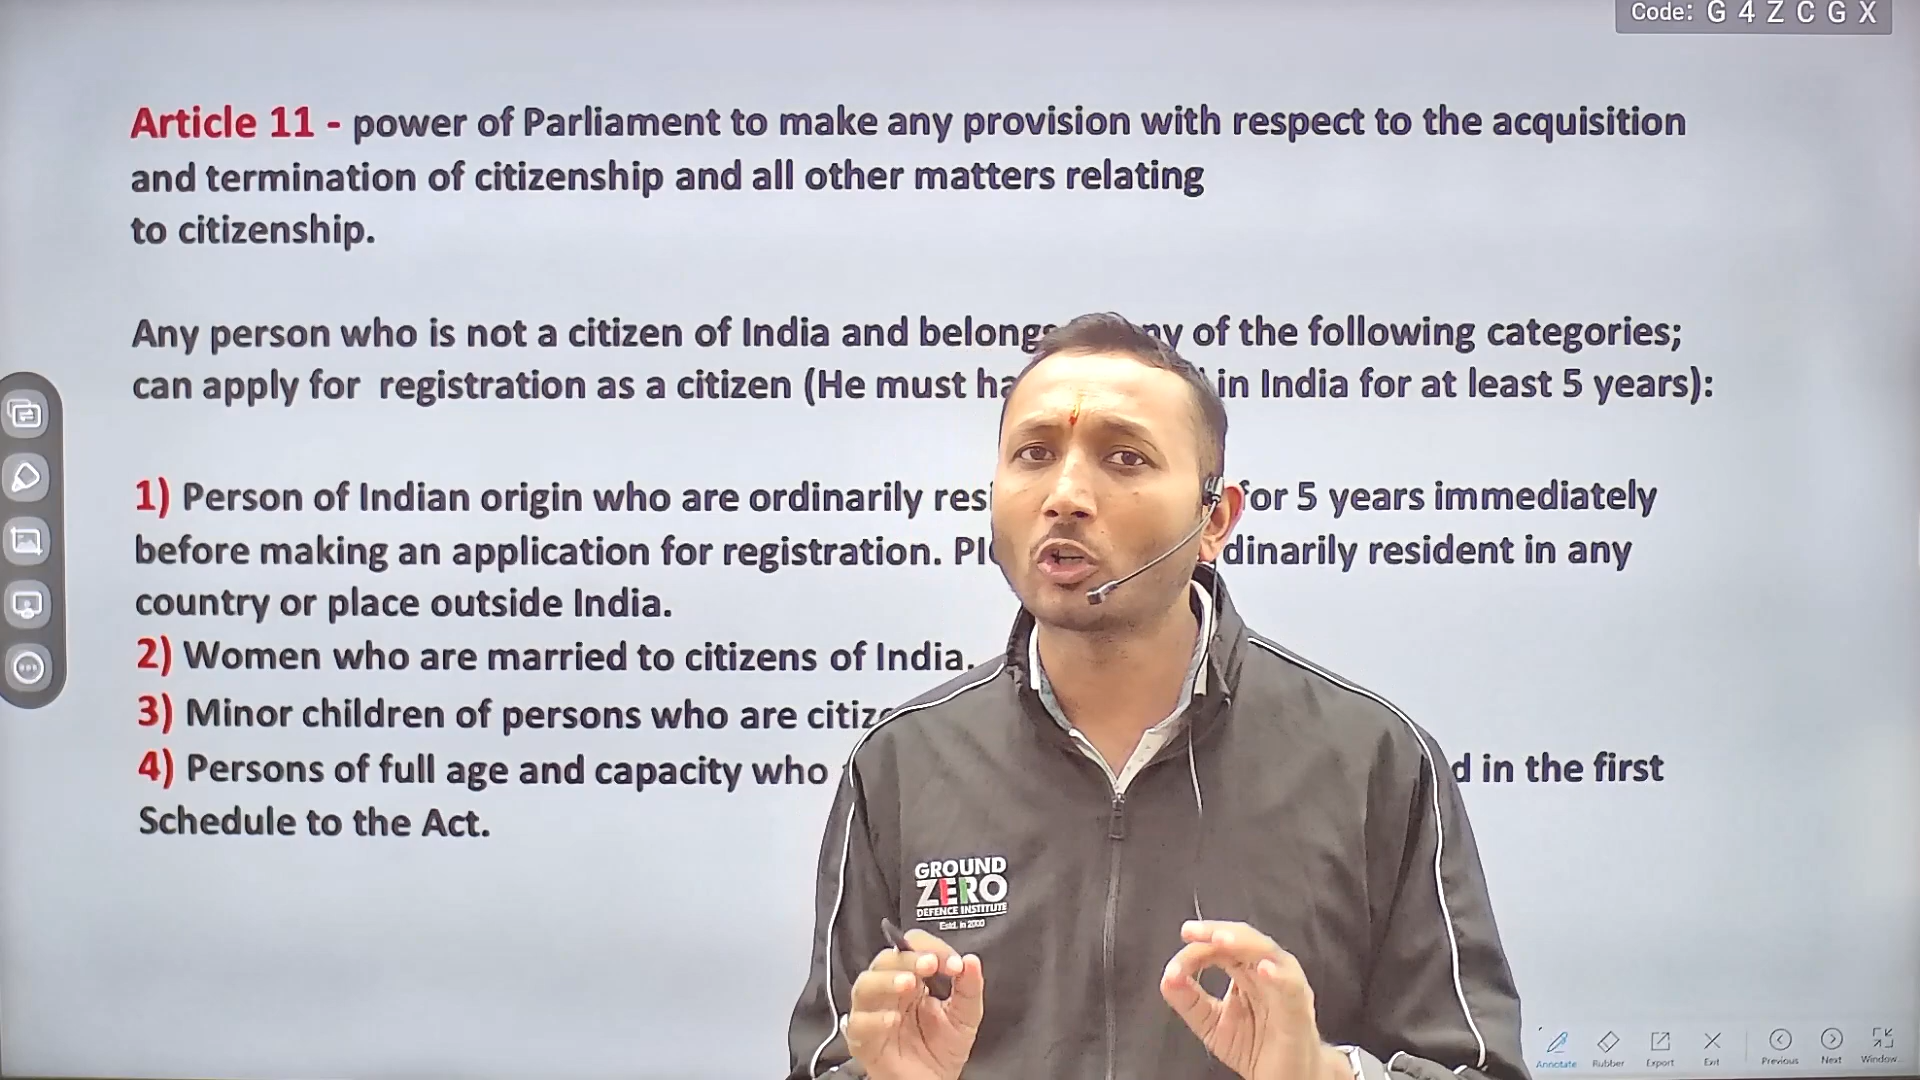 Code: G 4 Z C G X
Article 11 - power of Parliament to make any provision with respect to the acquisition
and termination of citizenship and all other matters relating
to citizenship.
Any person who is not a citizen of India and belongs of the following categories;
can apply for registration as a citizen (He must in India for at least 5 years):
1) Person of Indian origin who are ordinarily for 5 years immediately
before making an application for registration. resident in any
country or place outside India.
2) Women who are married to citizens of India.
3) Minor children of persons who are
4) Persons of full age and capacity who in the first
Schedule to the Act.
GROUND
ZERO
DEFENCE INSTITUTE
Estd. in 2000
Annotate Rubber Export Exit Previous Next Window...